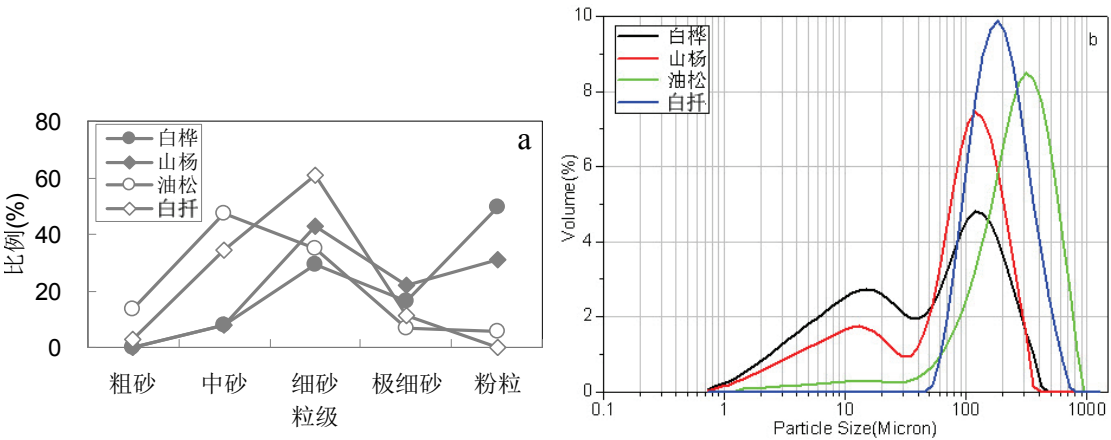 a
白桦
山杨
油松
白扦
比例(%)
80
60
40
20
0
粗砂
中砂
细砂
极细砂
粉粒
粒级
b
白桦
山杨
油松
白扦
Volume(%)
10
8
6
4
2
0
0.1
1
10
100
1000
Particle Size(Micron)